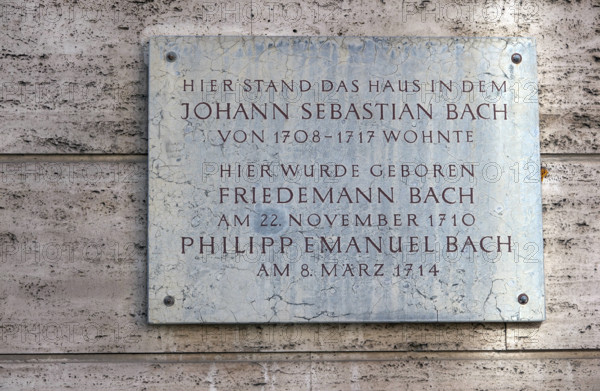 HIER STAND DAS HAUS IN DEM
JOHANN SEBASTIAN BACH
VON 1708-1717 WOHNTE
HIER WURDE GEBOREN
FRIEDEMANN BACH
AM 22. NOVEMBER 1710
PHILIPP EMANUEL BACH
AM 8. MÄRZ 1714